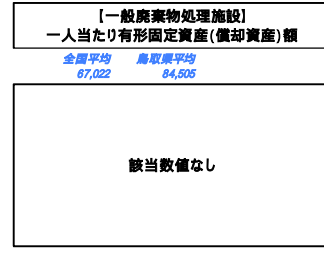 【一般廃棄物処理施設】
一人当たり有形固定資産(償却資産)額
全国平均 鳥取県平均
67,022 84,505
該当数値なし